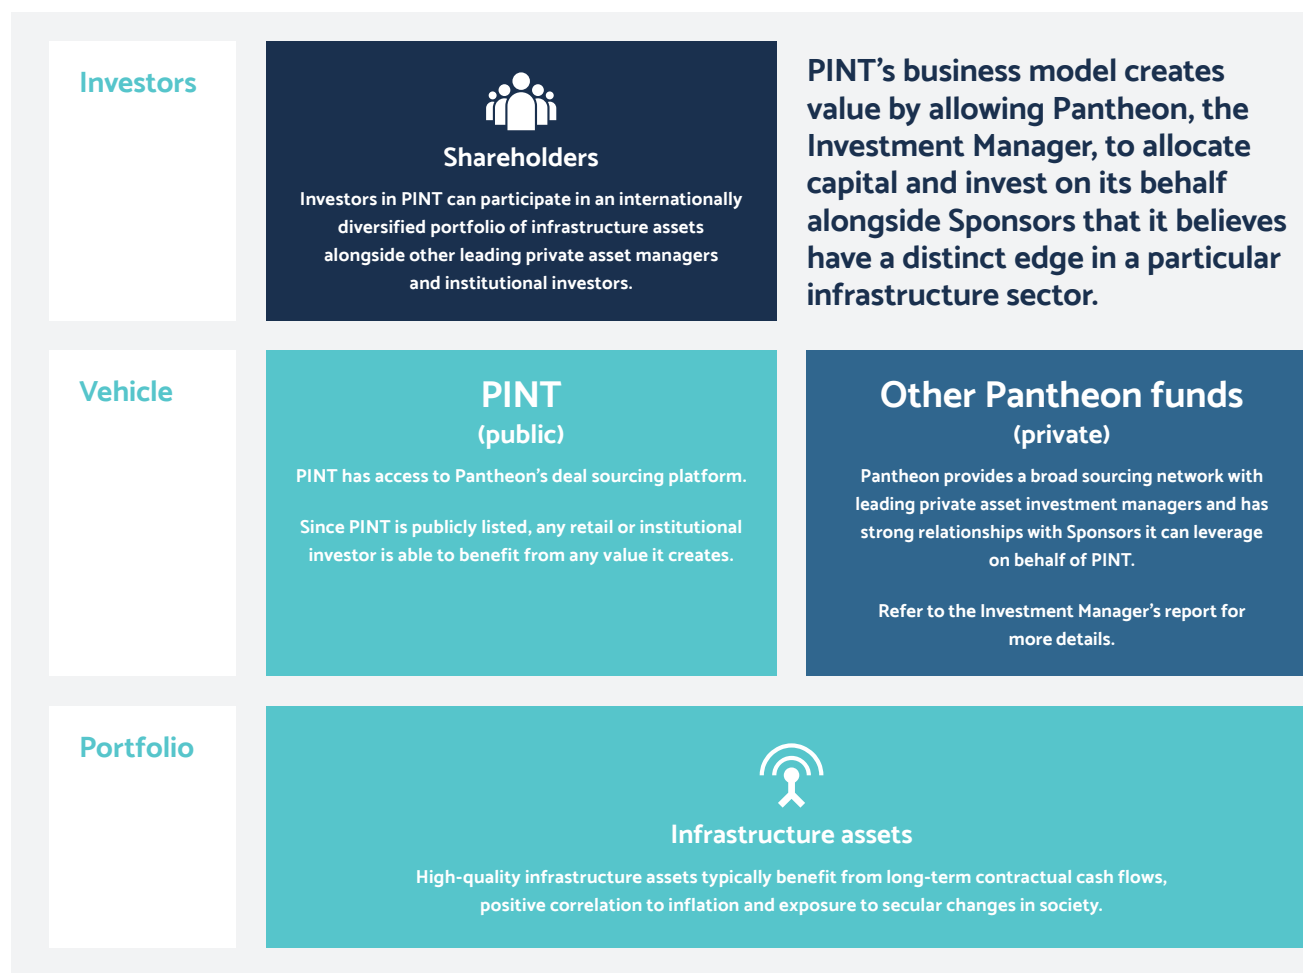 Investors
Shareholders
Investors in PINT can participate in an internationally
diversified portfolio of infrastructure assets
alongside other leading private asset managers
and institutional investors.
PINT’s business model creates
value by allowing Pantheon, the
Investment Manager, to allocate
capital and invest on its behalf
alongside Sponsors that it believes
have a distinct edge in a particular
infrastructure sector.
Vehicle
PINT
(public)
PINT has access to Pantheon’s deal sourcing platform.
Since PINT is publicly listed, any retail or institutional
investor is able to benefit from any value it creates.
Other Pantheon funds
(private)
Pantheon provides a broad sourcing network with
leading private asset investment managers and has
strong relationships with Sponsors it can leverage
on behalf of PINT.
Refer to the Investment Manager’s report for
more details.
Portfolio
Infrastructure assets
High-quality infrastructure assets typically benefit from long-term contractual cash flows,
positive correlation to inflation and exposure to secular changes in society.